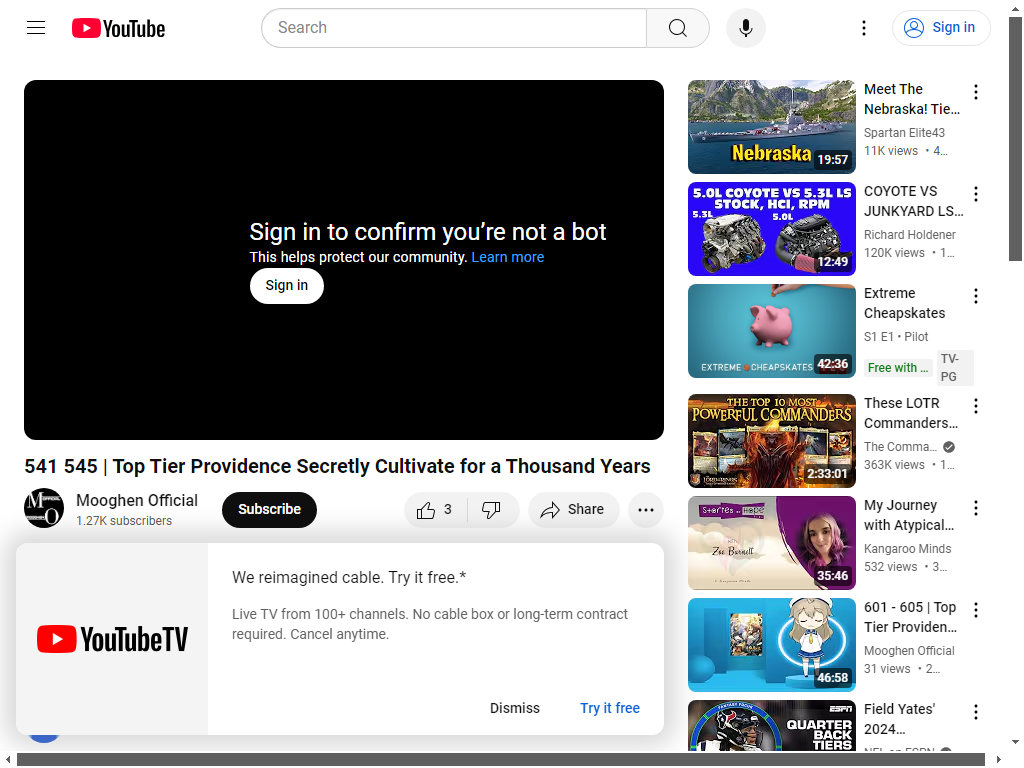 YouTube
Search
Sign in
Sign in to confirm you're not a bot
This helps protect our community. Learn more
Sign in
541 545 | Top Tier Providence Secretly Cultivate for a Thousand Years
Mooghen Official
1.27K subscribers
Subscribe
3
Share
YouTubeTV
We reimagined cable. Try it free.*
Live TV from 100+ channels. No cable box or long-term contract
required. Cancel anytime.
Dismiss
Try it free
Nebraska
19:57
Meet The
Nebraska! Tie…
Spartan Elite43
11K views • 4…
5.0L COYOTE VS 5.3L LS
STOCK, HCI, RPM
5.3L
5.0L
12:49
COYOTE VS
JUNKYARD LS…
Richard Holdener
120K views • 1…
EXTREME CHEAPSKATES
42:36
Extreme
Cheapskates
S1 E1 • Pilot
Free with …
TV-
PG
THE TOP 10 MOST
POWERFUL COMMANDERS
2:33:01
These LOTR
Commanders…
The Comma…
363K views • 1…
Stories of Hope
with
Zoe Burnett
35:46
My Journey
with Atypical…
Kangaroo Minds
532 views • 3…
46:58
601 - 605 | Top
Tier Providen…
Mooghen Official
31 views • 2…
FANTASY FOCUS
ESPN
QUARTER
BACK
TIERS
Field Yates'
2024…
NFL on ESPN